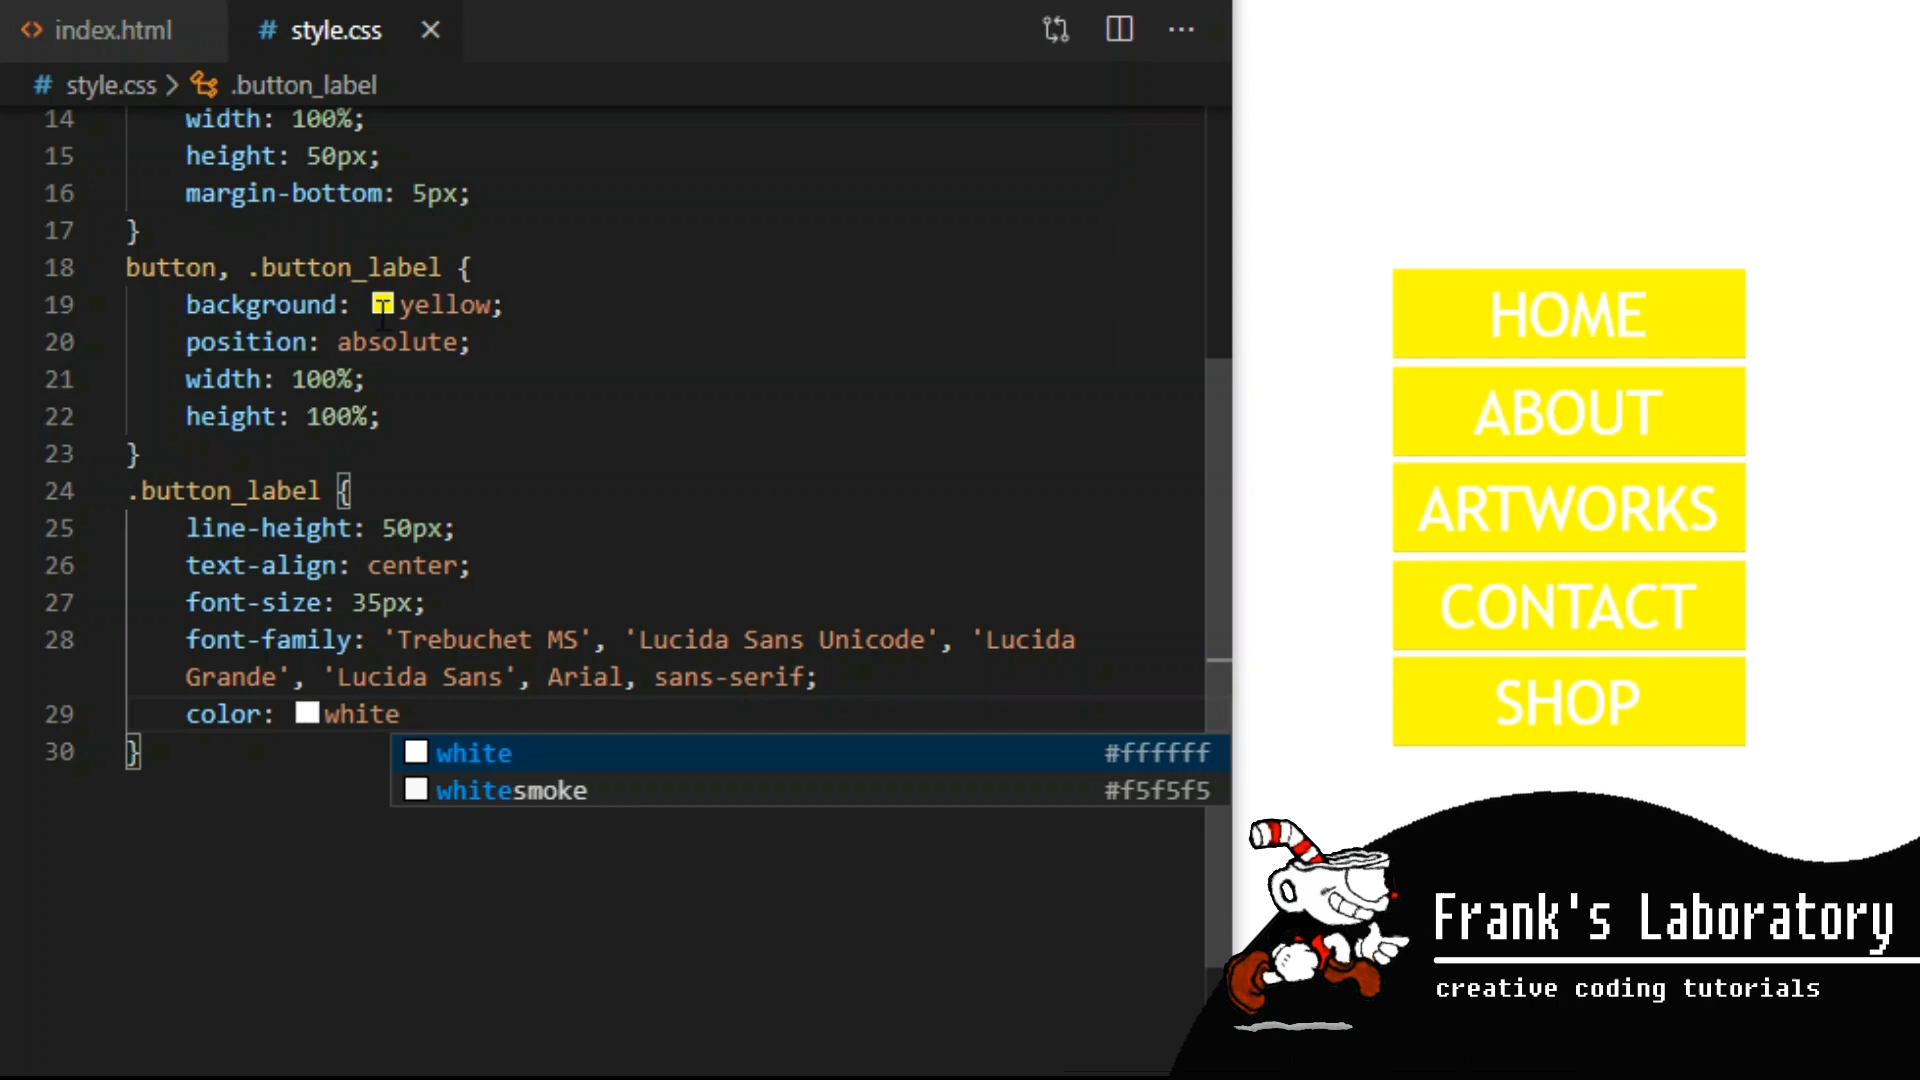 index.html
style.css
style.css > .button_label
14 width: 100%;
15 height: 50px;
16 margin-bottom: 5px;
17 }
18 button, .button_label {
19 background: yellow;
20 position: absolute;
21 width: 100%;
22 height: 100%;
23 }
24 .button_label {
25 line-height: 50px;
26 text-align: center;
27 font-size: 35px;
28 font-family: 'Trebuchet MS', 'Lucida Sans Unicode', 'Lucida
Grande', 'Lucida Sans', Arial, sans-serif;
29 color: white
30 }
white #ffffff
whitesmoke #f5f5f5
HOME
ABOUT
ARTWORKS
CONTACT
SHOP
Frank's Laboratory
creative coding tutorials